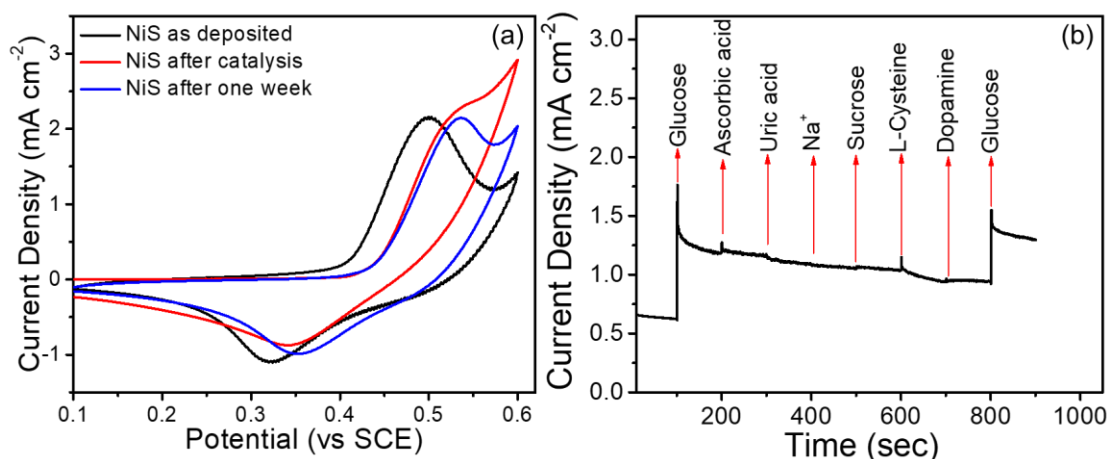 (a)
NiS as deposited
NiS after catalysis
NiS after one week
3
2
1
0
C-1
Current Density (mA cm-2)
0.1 0.2 0.3 0.4 0.5 0.6
Potential (vs SCE)
(b)
3.0
2.5
2.0
1.5
1.0
0.5
0.0
Current Density (mA cm-2)
Glucose
Ascorbic acid
Uric acid
Na+
Sucrose
L-Cysteine
Dopamine
Glucose
200 400 600 800 1000
Time (sec)